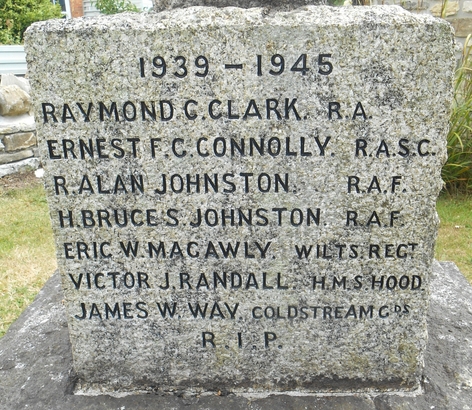 1939 – 1945
RAYMOND C. CLARK. R.A.
ERNEST F.C. CONNOLLY. R.A.S.C.
R. ALAN JOHNSTON. R.A.F.
H. BRUCE S. JOHNSTON. R.A.F.
ERIC W. MACAWLY. WILTS. REGT
VICTOR J. RANDALL. H.M.S. HOOD
JAMES W. WAY. COLDSTREAM GDS
R.I.P.